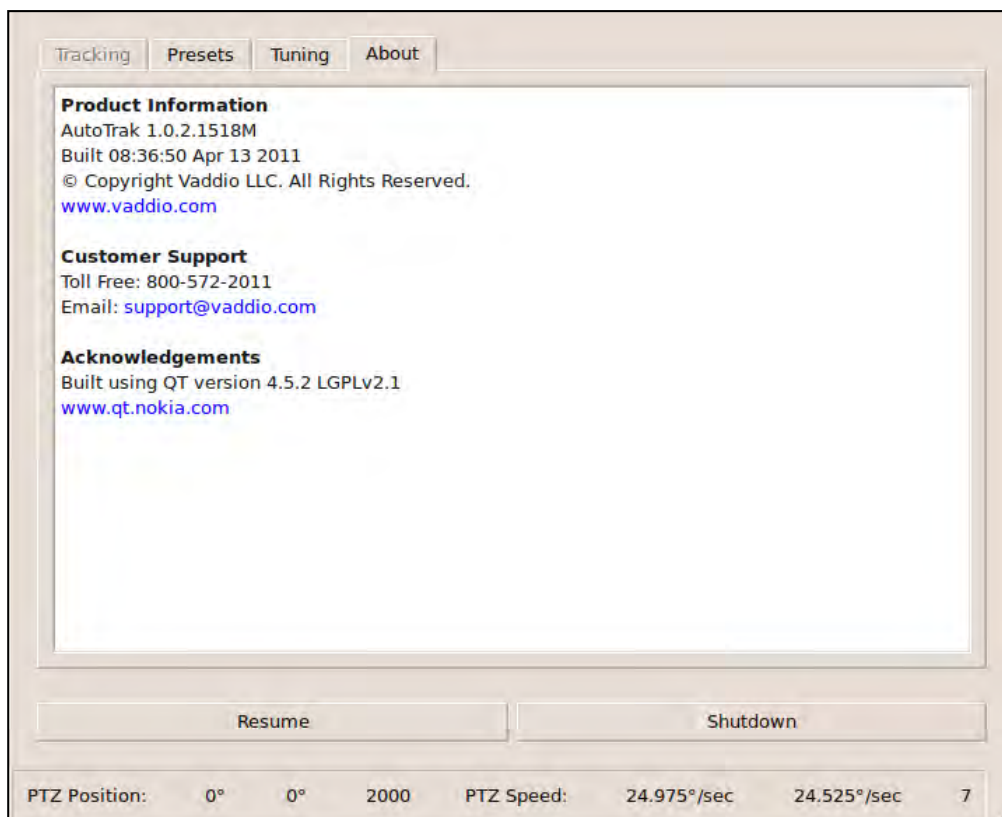 Tracking Presets Tuning About
Product Information
AutoTrak 1.0.2.1518M
Built 08:36:50 Apr 13 2011
© Copyright Vaddio LLC. All Rights Reserved.
www.vaddio.com
Customer Support
Toll Free: 800-572-2011
Email: support@vaddio.com
Acknowledgements
Built using QT version 4.5.2 LGPLv2.1
www.qt.nokia.com
Resume Shutdown
PTZ Position: 0° 0° 2000 PTZ Speed: 24.975°/sec 24.525°/sec 7